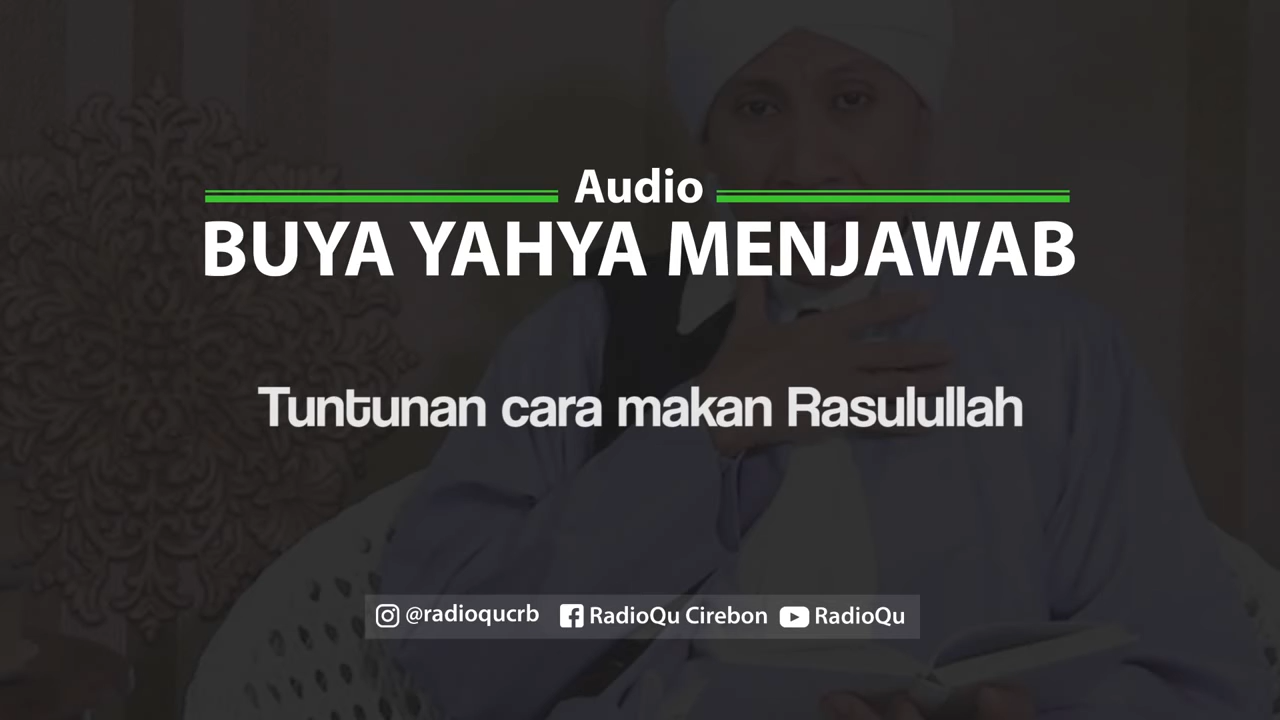 Audio
BUYA YAHYA MENJAWAB
Tuntunan cara makan Rasulullah
@radioqucrb RadioQu Cirebon RadioQu